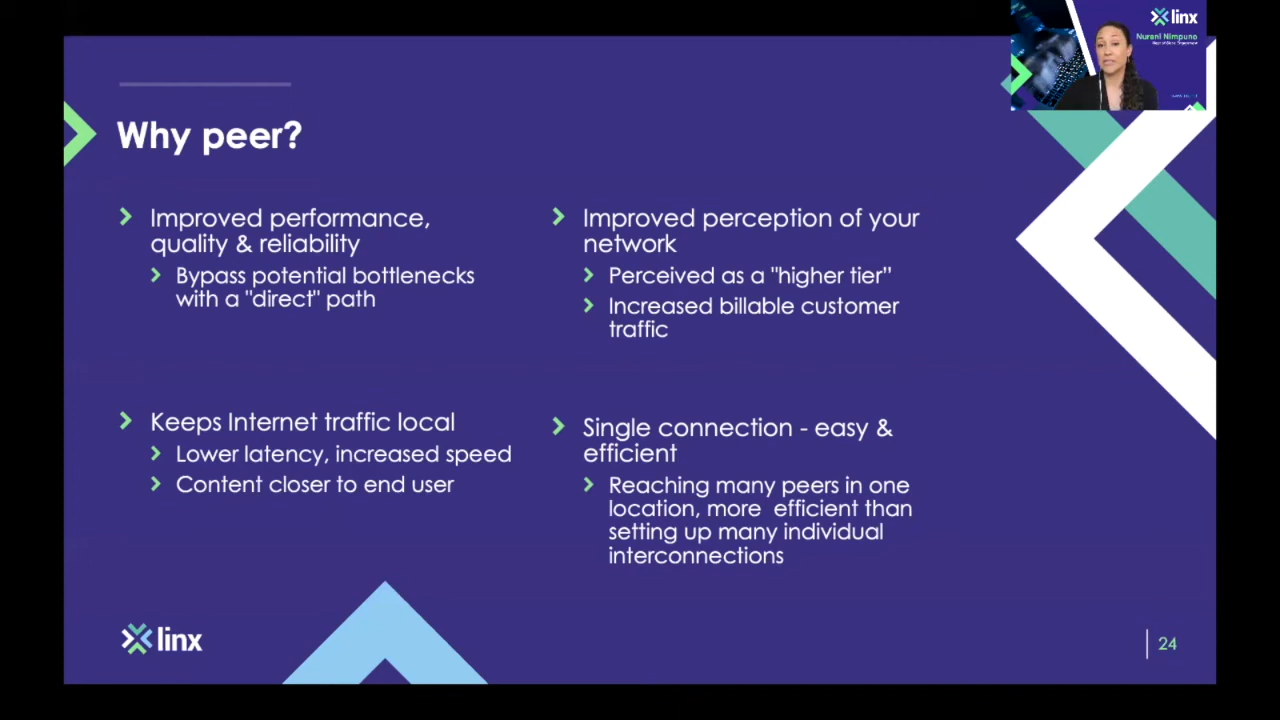 linx
Nurani Nimpuno
Why peer?
Improved performance,
quality & reliability
Bypass potential bottlenecks
with a "direct" path
Keeps Internet traffic local
Lower latency, increased speed
Content closer to end user
Improved perception of your
network
Perceived as a "higher tier"
Increased billable customer
traffic
Single connection - easy &
efficient
Reaching many peers in one
location, more  efficient than
setting up many individual
interconnections
linx
24